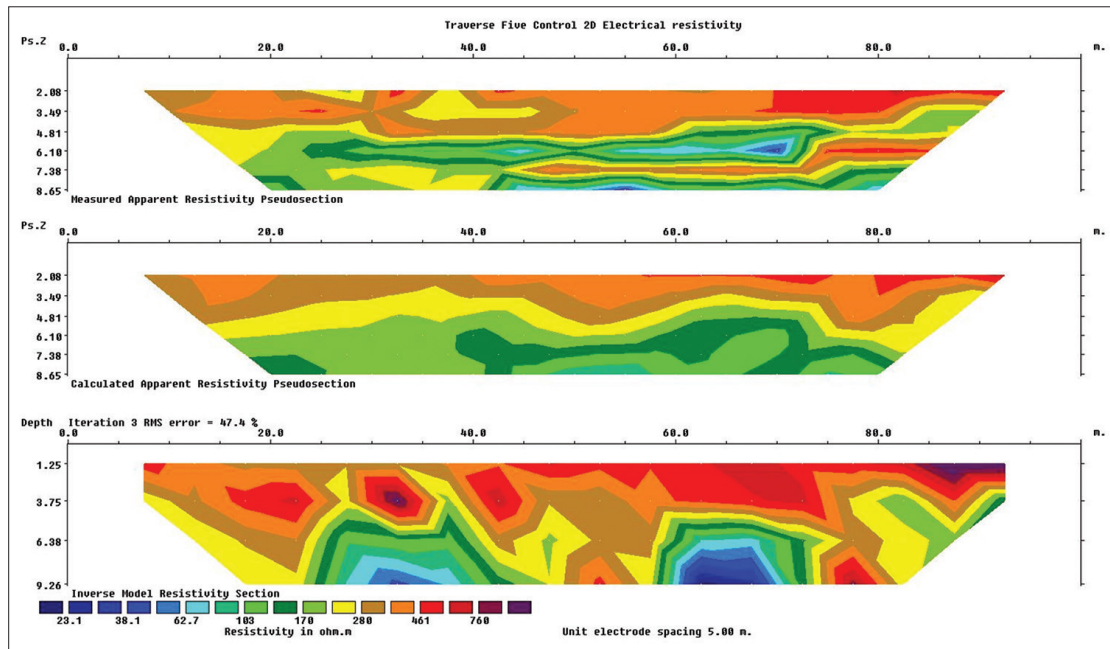 Traverse Five Control 2D Electrical resistivity
Ps.Z
0.0 20.0 40.0 60.0 80.0 m.
2.08
3.49
4.81
6.10
7.38
8.65
Measured Apparent Resistivity Pseudosection
Ps.Z
0.0 20.0 40.0 60.0 80.0 m.
2.08
3.49
4.81
6.10
7.38
8.65
Calculated Apparent Resistivity Pseudosection
Depth Iteration 3 RMS error = 47.4 %
0.0 20.0 40.0 60.0 80.0 m.
1.25
3.75
6.38
9.26
Inverse Model Resistivity Section
23.1 38.1 62.7 103 170 280 461 760
Resistivity in ohm.m Unit electrode spacing 5.00 m.